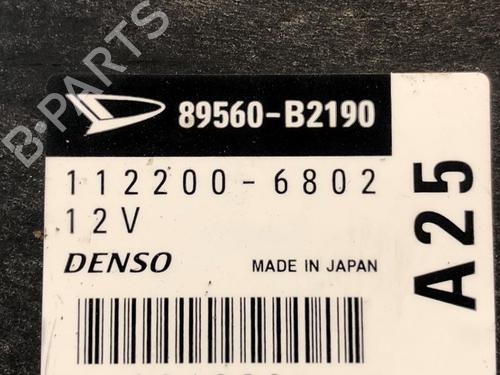 B-PARTS
89560-B2190
112200-6802
12V
DENSO MADE IN JAPAN
A25